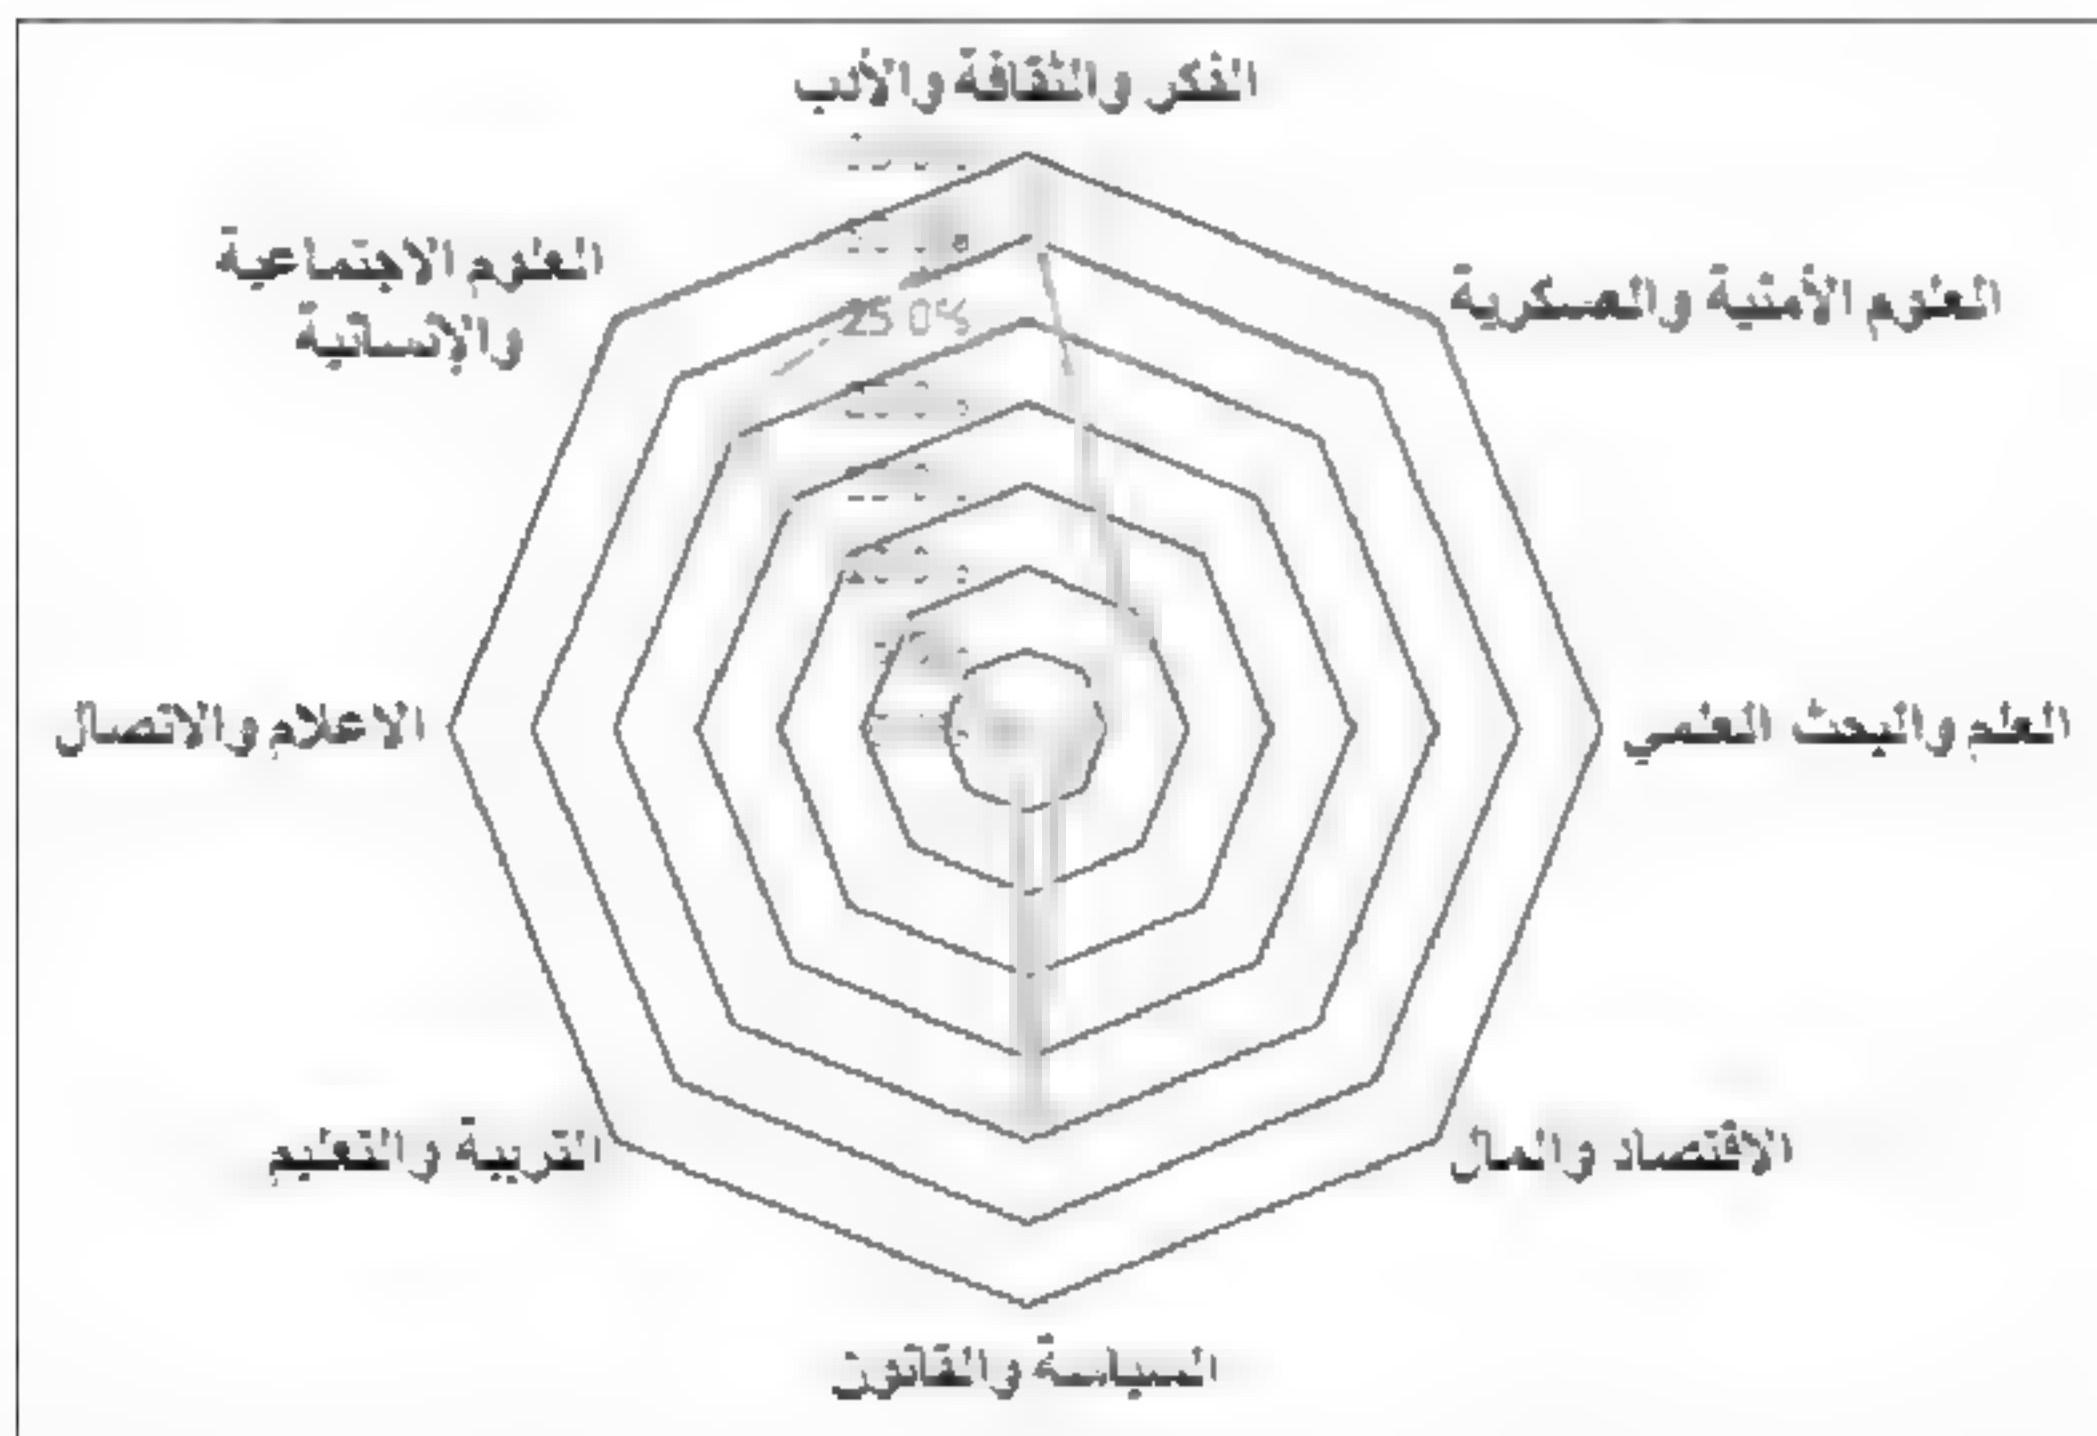 الفكر والثقافة والأدب
العلوم الأمنية والعسكرية
العلم والبحث العلمي
الاقتصاد والمال
السياسة والقانون
التربية والتعليم
الاعلام والاتصال
العلوم الاجتماعية
والإنسانية
25 0%